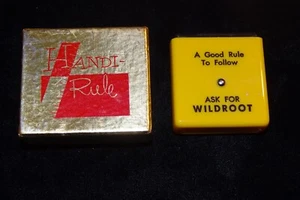 HANDI-
Rule
A Good Rule
To Follow
ASK FOR
WILDROOT